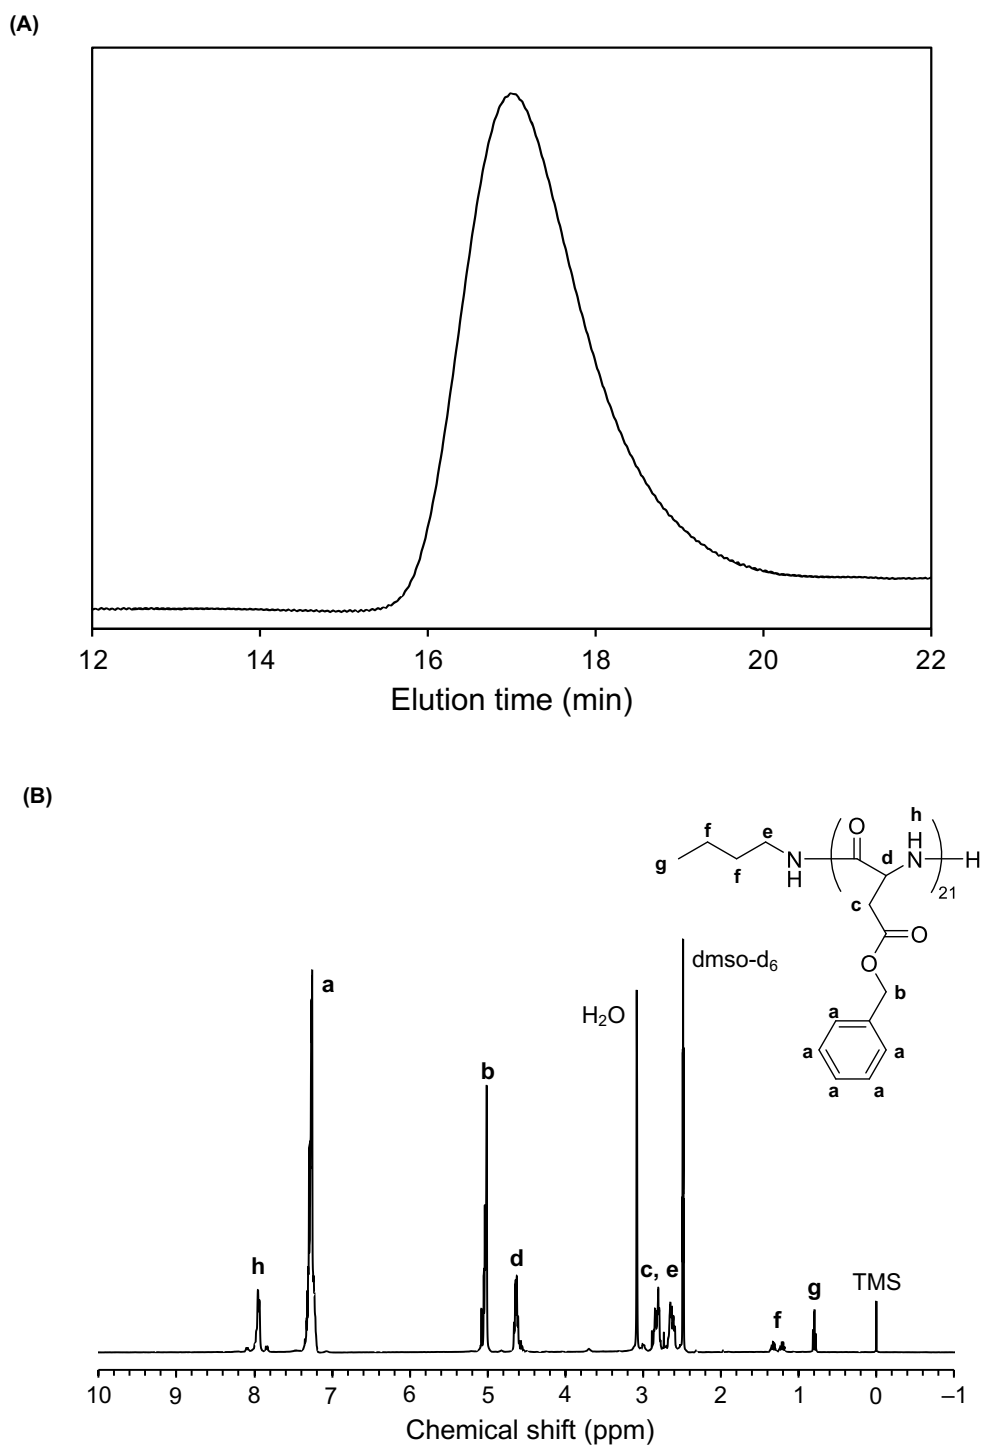 (A)
12 14 16 18 20 22
Elution time (min)
(B)
h
f e O H
g f N d N H
H 21
c
O
O
b
a
a a
a a
dmso-d6
H2O
a
b
h d c, e
TMS
g
f
10 9 8 7 6 5 4 3 2 1 0 –1
Chemical shift (ppm)